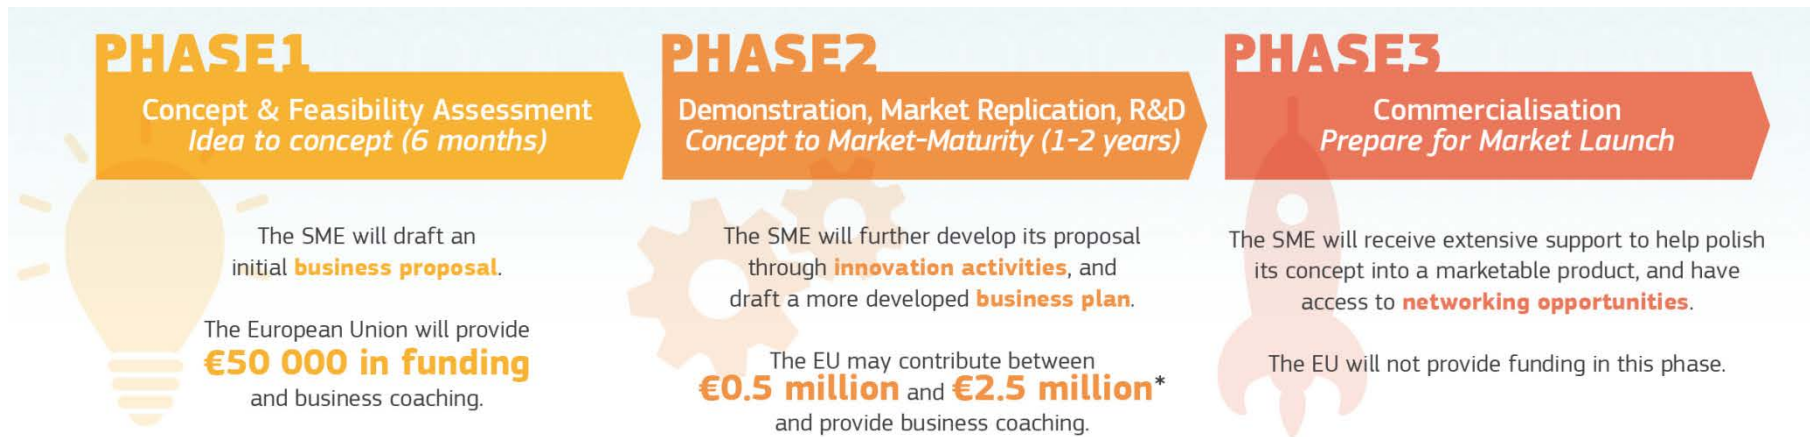 PHASE1
Concept & Feasibility Assessment
Idea to concept (6 months)
The SME will draft an
initial business proposal.
The European Union will provide
€50 000 in funding
and business coaching.
PHASE2
Demonstration, Market Replication, R&D
Concept to Market-Maturity (1-2 years)
The SME will further develop its proposal
through innovation activities, and
draft a more developed business plan.
The EU may contribute between
€0.5 million and €2.5 million*
and provide business coaching.
PHASE3
Commercialisation
Prepare for Market Launch
The SME will receive extensive support to help polish
its concept into a marketable product, and have
access to networking opportunities.
The EU will not provide funding in this phase.